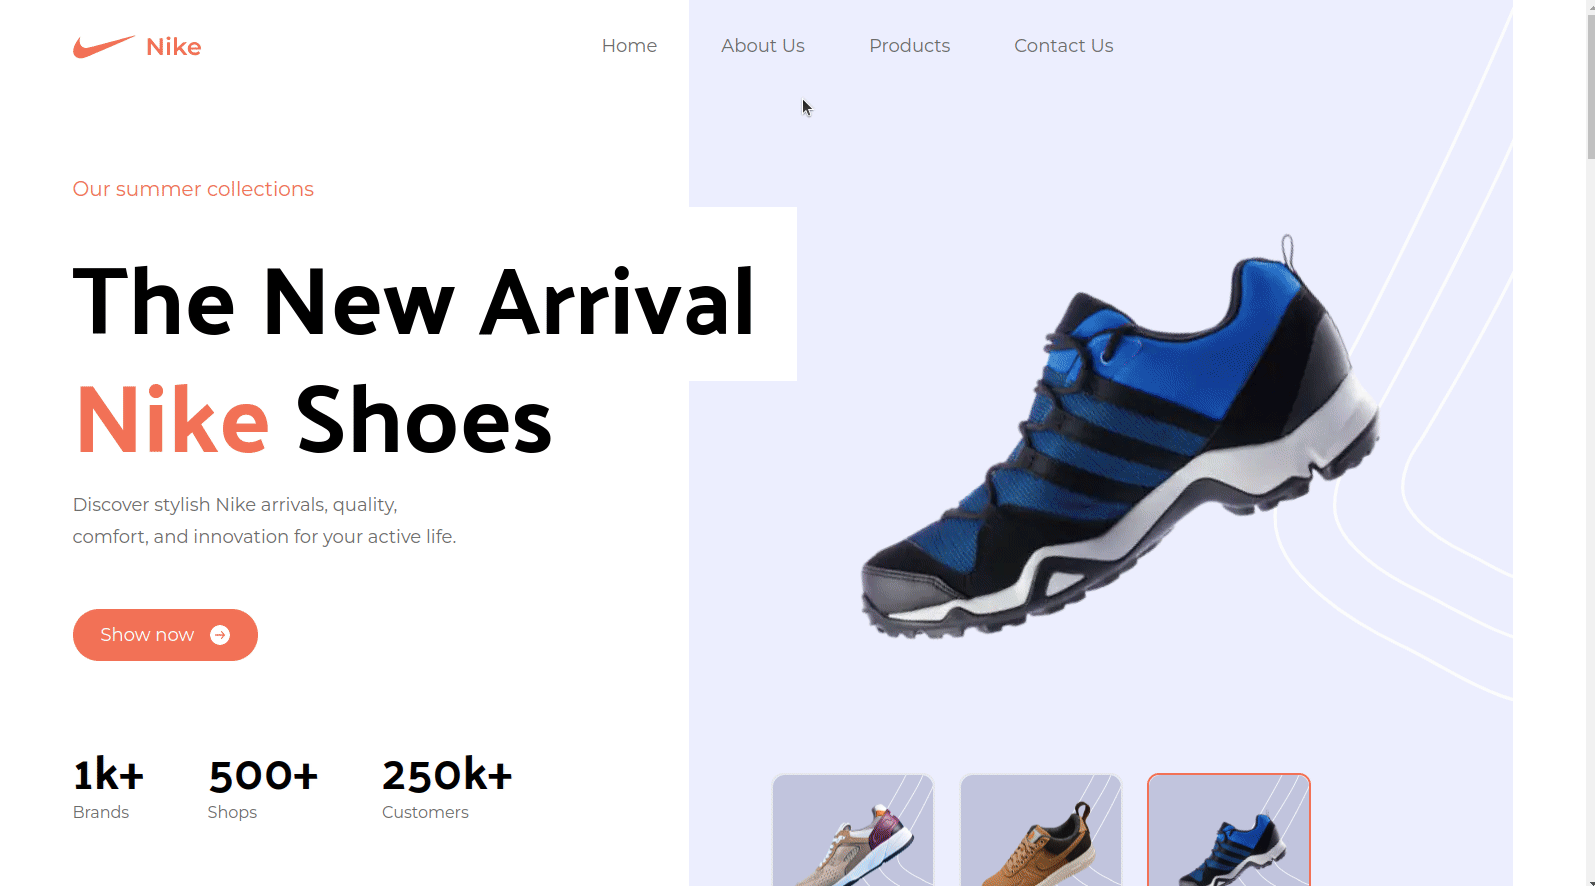 Nike
Home
About Us
Products
Contact Us
Our summer collections
The New Arrival
Nike Shoes
Discover stylish Nike arrivals, quality,
comfort, and innovation for your active life.
Show now
1k+
Brands
500+
Shops
250k+
Customers